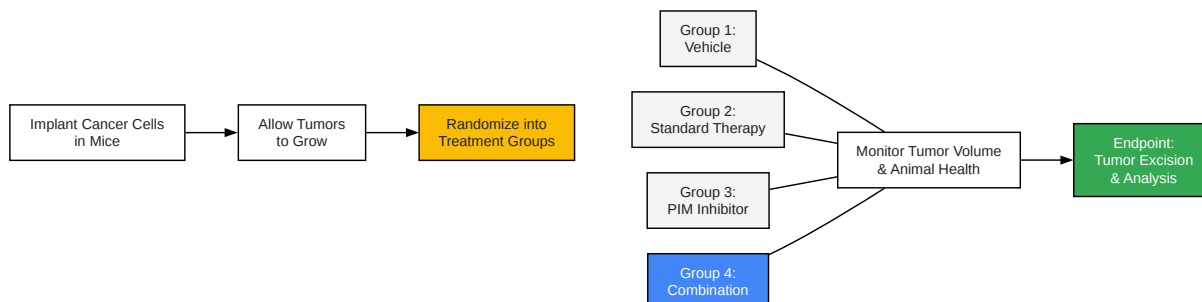 Implant Cancer Cells
in Mice
Allow Tumors
to Grow
Randomize into
Treatment Groups
Group 1:
Vehicle
Group 2:
Standard Therapy
Group 3:
PIM Inhibitor
Group 4:
Combination
Monitor Tumor Volume
& Animal Health
Endpoint:
Tumor Excision
& Analysis